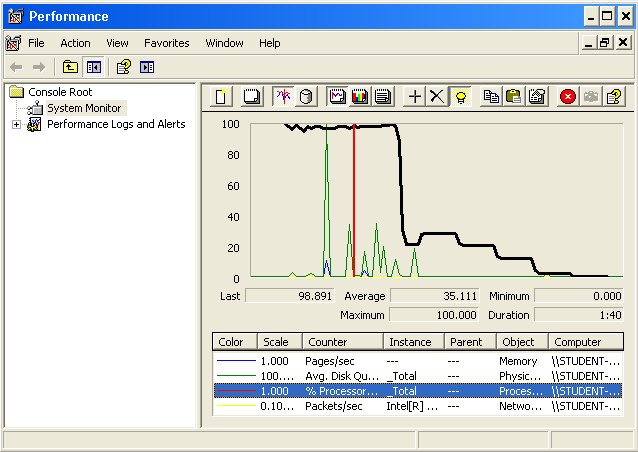 Performance
File Action View Favorites Window Help
Console Root
System Monitor
Performance Logs and Alerts
100
80
60
40
20
0
Last 98.891 Average 35.111 Minimum 0.000
Maximum 100.000 Duration 1:40
Color Scale Counter Instance Parent Object Computer
1.000 Pages/sec --- --- Memory \\STUDENT-...
100.... Avg. Disk Qu... _Total --- Physic... \\STUDENT-...
1.000 % Processor... _Total --- Proces... \\STUDENT-...
0.10... Packets/sec Intel[R] ... --- Netwo... \\STUDENT-...